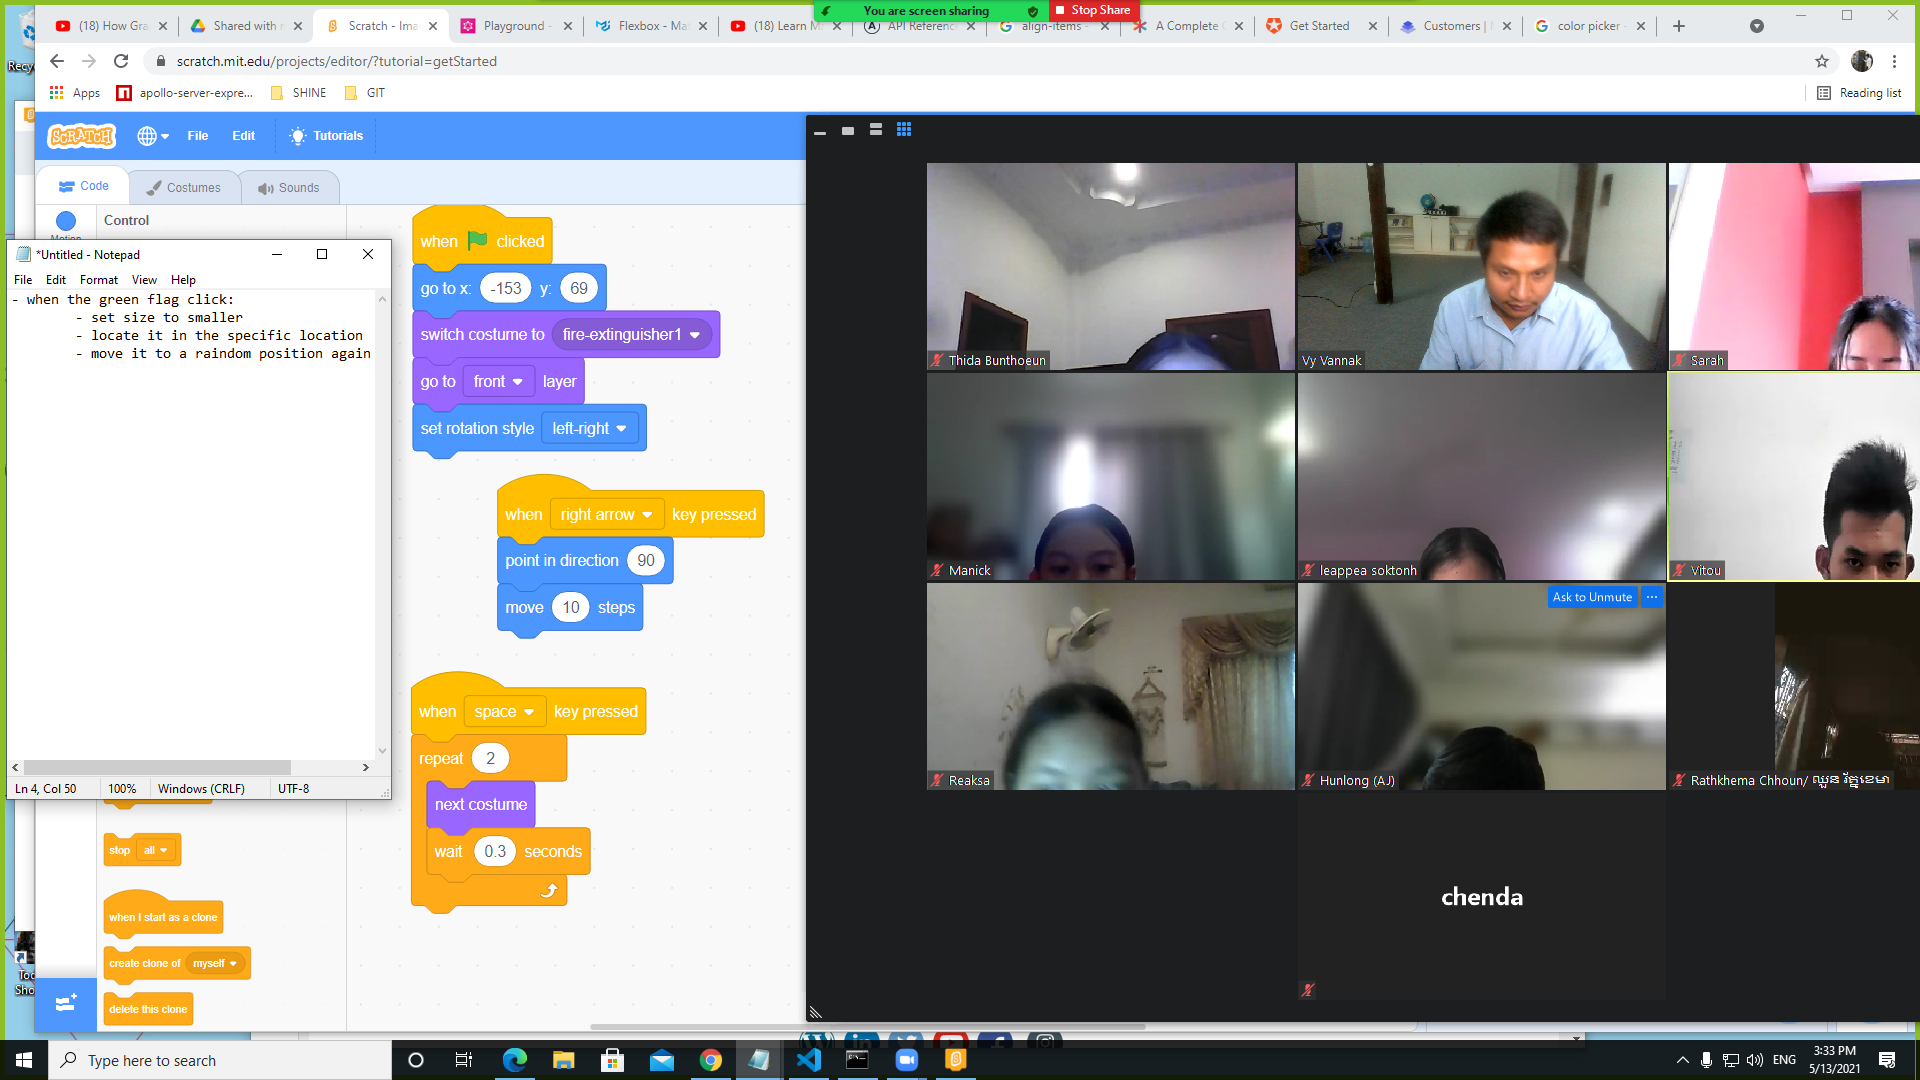 You are screen sharing
Stop Share
(18) How Gra
Shared with
Scratch - Ima
Playground -
Flexbox - Ma
(18) Learn M
API Reference
align-items -
A Complete
Get Started
Customers |
color picker
scratch.mit.edu/projects/editor/?tutorial=getStarted
Apps
apollo-server-expre...
SHINE
GIT
Reading list
SCRATCH
File
Edit
Tutorials
Code
Costumes
Sounds
Control
*Untitled - Notepad
File Edit Format View Help
- when the green flag click:
- set size to smaller
- locate it in the specific location
- move it to a raindom position again
Ln 4, Col 50
100%
Windows (CRLF)
UTF-8
stop all
when I start as a clone
create clone of myself
delete this clone
when clicked
go to x: -153 y: 69
switch costume to fire-extinguisher1
go to front layer
set rotation style left-right
when right arrow key pressed
point in direction 90
move 10 steps
when space key pressed
repeat 2
next costume
wait 0.3 seconds
Thida Bunthoeun
Vy Vannak
Sarah
Manick
leappea soktonh
Vitou
Ask to Unmute
Reaksa
Hunlong (AJ)
Rathkhema Chhoun/ ឈួន រ័ត្នខេមា
chenda
Type here to search
ENG
3:33 PM
5/13/2021